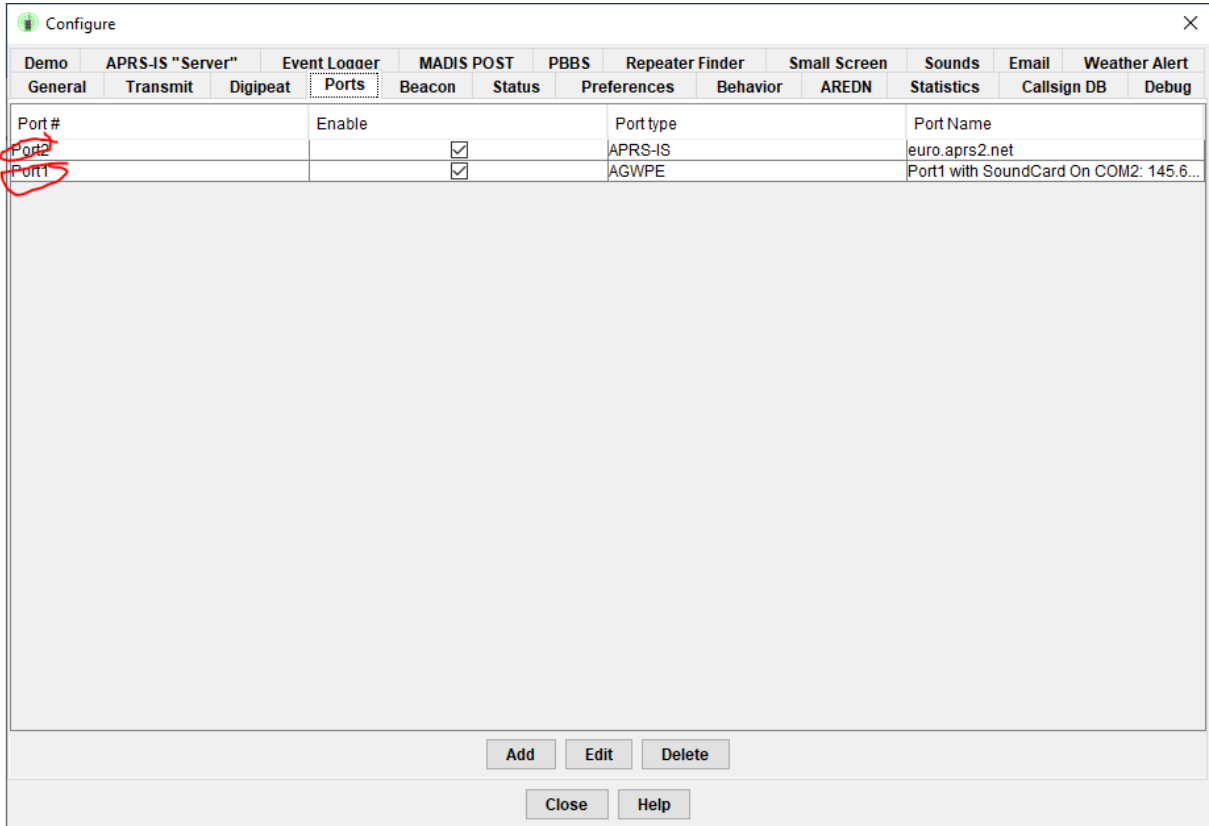 Configure
Demo APRS-IS "Server" Event Logger MADIS POST PBBS Repeater Finder Small Screen Sounds Email Weather Alert
General Transmit Digipeat Ports Beacon Status Preferences Behavior AREDN Statistics Callsign DB Debug
Port # Enable Port type Port Name
Port2 APRS-IS euro.aprs2.net
Port1 AGWPE Port1 with SoundCard On COM2: 145.6...
Add Edit Delete
Close Help